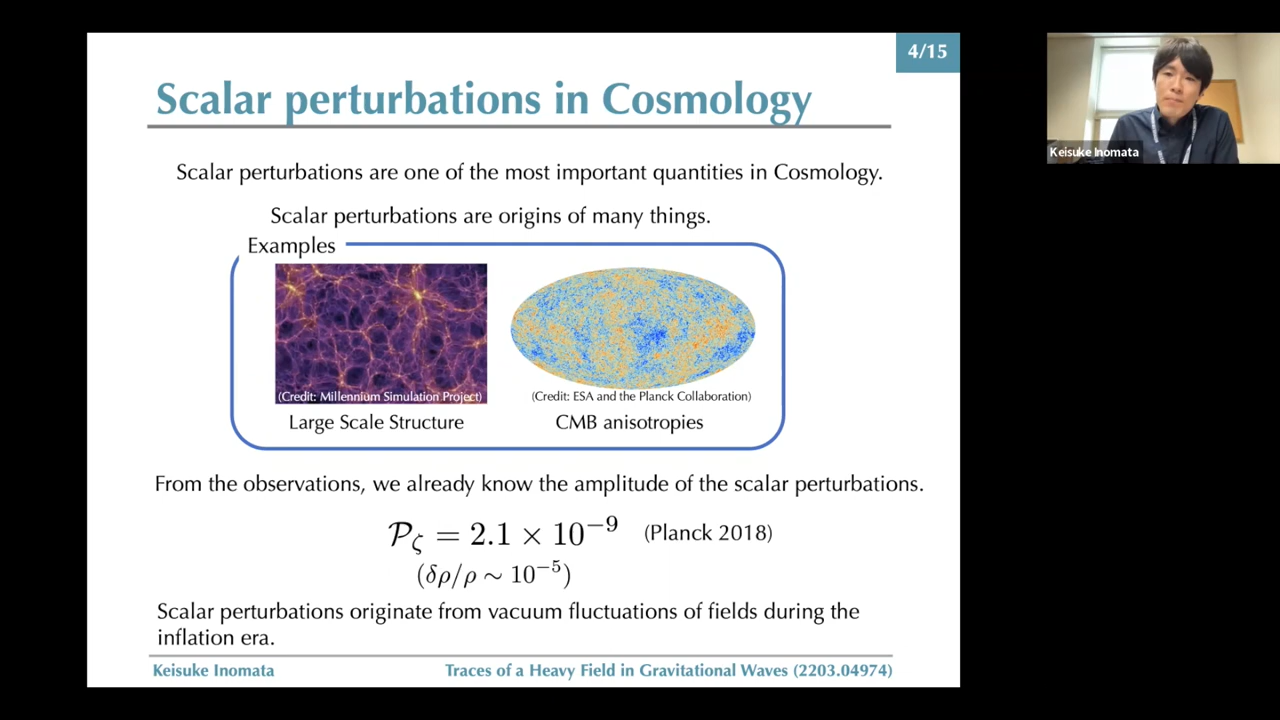 4/15
Scalar perturbations in Cosmology
Scalar perturbations are one of the most important quantities in Cosmology.
Scalar perturbations are origins of many things.
Examples
(Credit: Millennium Simulation Project)
(Credit: ESA and the Planck Collaboration)
Large Scale Structure
CMB anisotropies
From the observations, we already know the amplitude of the scalar perturbations.
𝒫_ζ = 2.1 × 10⁻⁹ (Planck 2018)
(δρ/ρ ∼ 10⁻⁵)
Scalar perturbations originate from vacuum fluctuations of fields during the
inflation era.
Keisuke Inomata
Traces of a Heavy Field in Gravitational Waves (2203.04974)
Keisuke Inomata